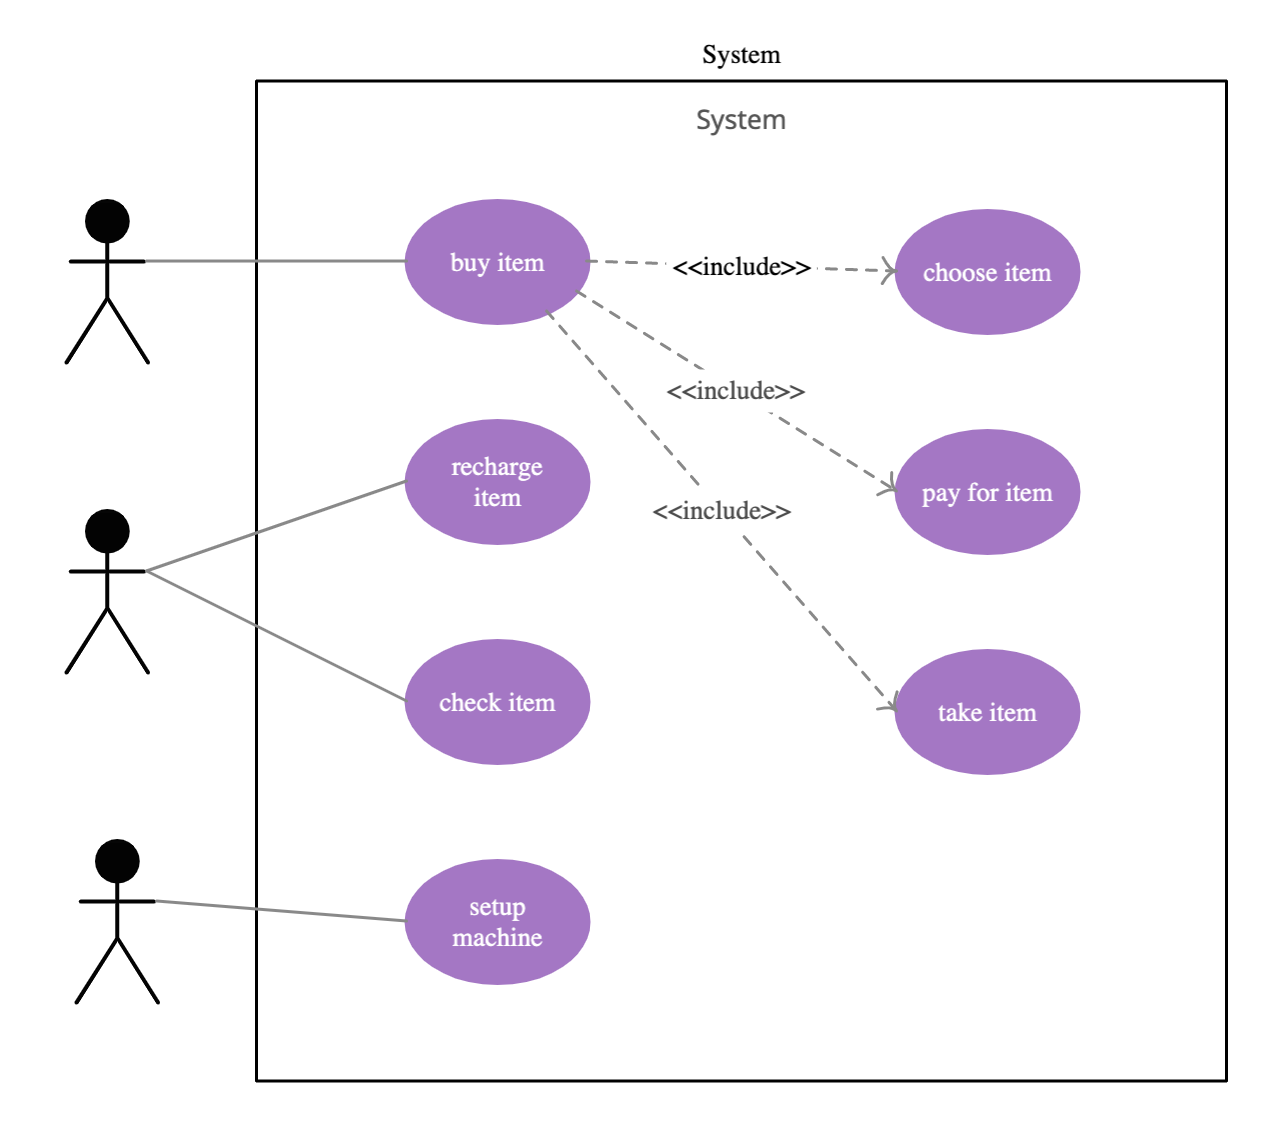 System
System
buy item
<<include>>
choose item
<<include>>
recharge
item
pay for item
<<include>>
check item
take item
setup
machine